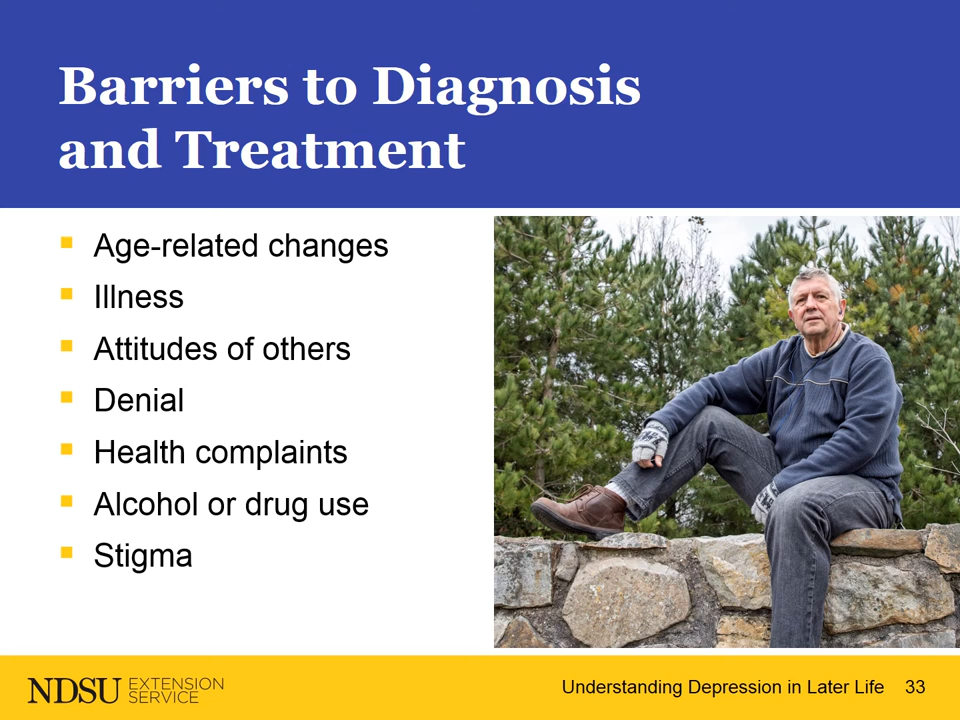 Barriers to Diagnosis
and Treatment
Age-related changes
Illness
Attitudes of others
Denial
Health complaints
Alcohol or drug use
Stigma
NDSU EXTENSION
SERVICE
Understanding Depression in Later Life 33